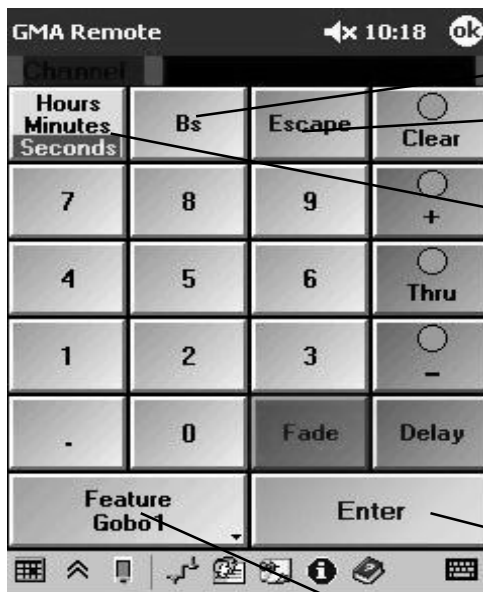 GMA Remote 10:18 ok
Channel
Hours
Minutes
Seconds
Bs
Escape
Clear
7
8
9
+
4
5
6
Thru
1
2
3
-
.
0
Fade
Delay
Feature
Gobo1
Enter